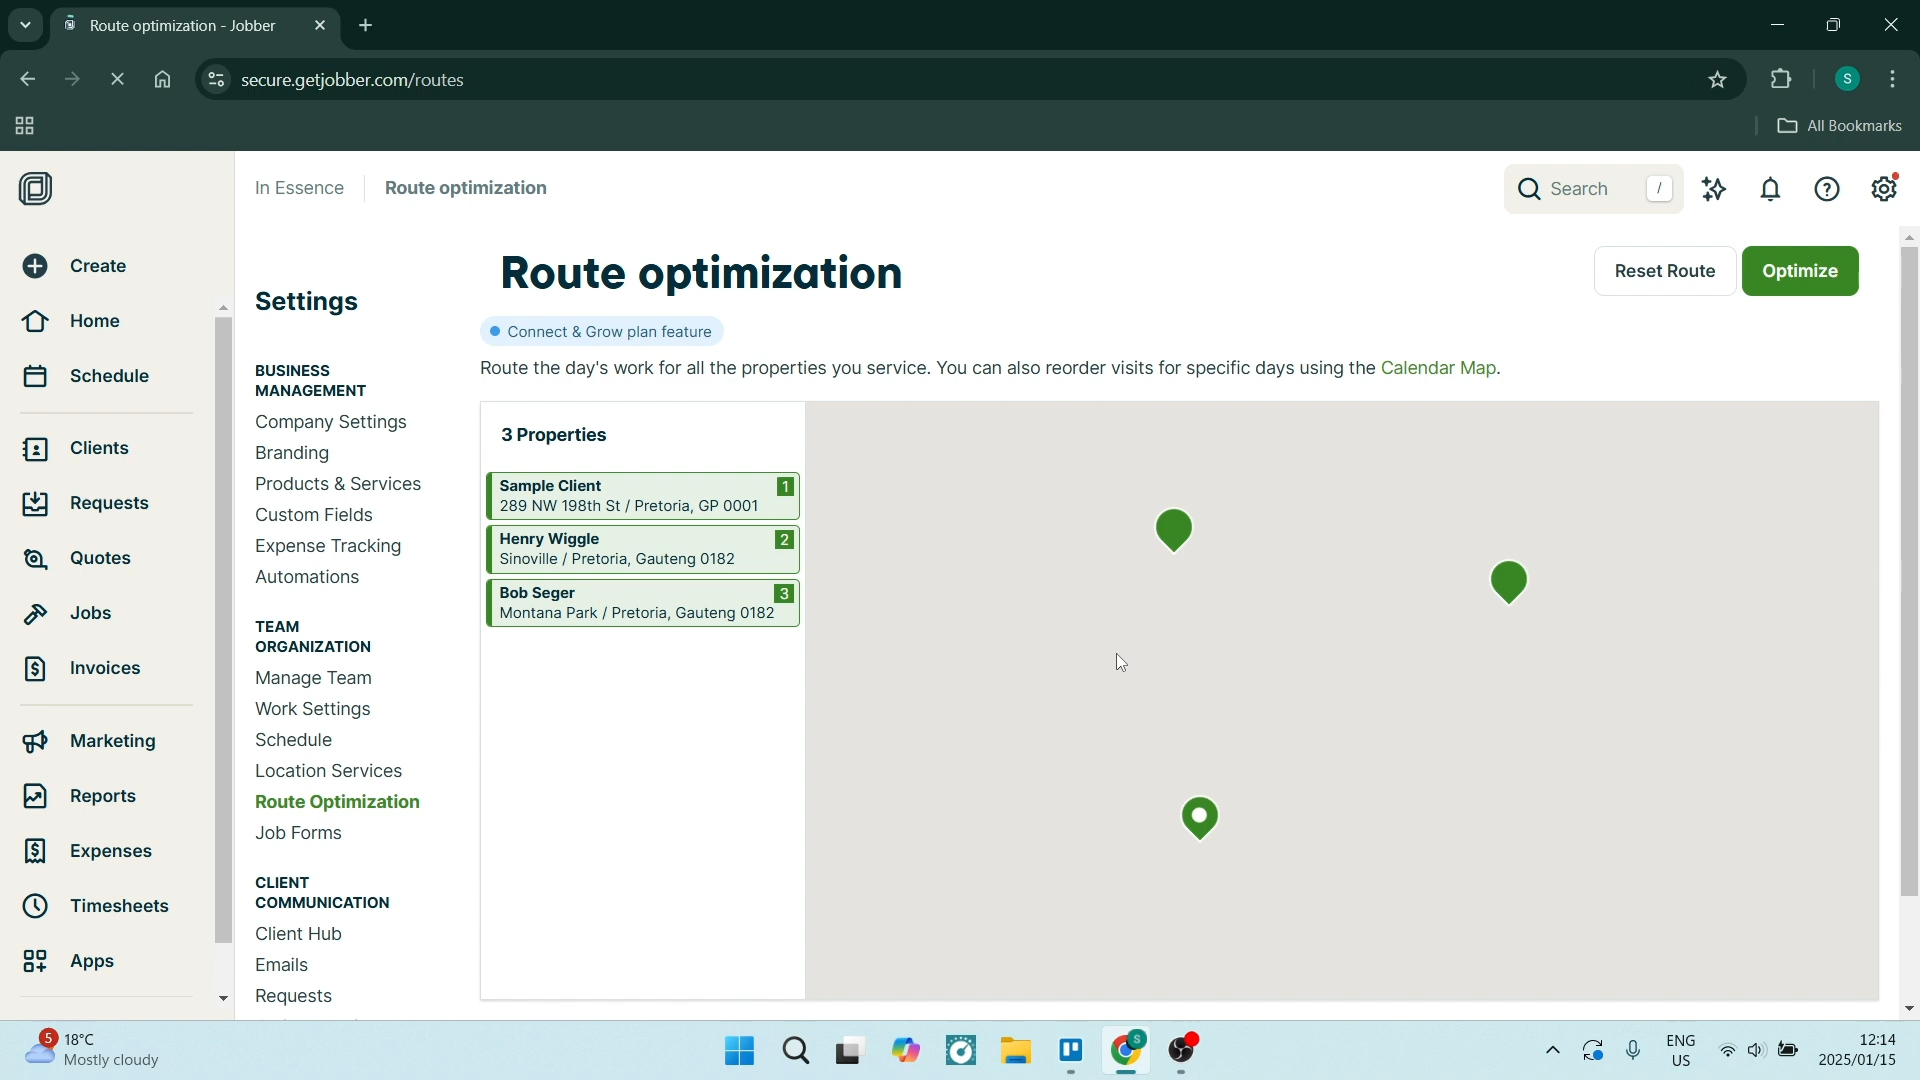 Route optimization - Jobber
secure.getjobber.com/routes
S
All Bookmarks
In Essence
Route optimization
Search /
Create
Home
Schedule
Clients
Requests
Quotes
Jobs
Invoices
Marketing
Reports
Expenses
Timesheets
Apps
Settings
BUSINESS
MANAGEMENT
Company Settings
Branding
Products & Services
Custom Fields
Expense Tracking
Automations
TEAM
ORGANIZATION
Manage Team
Work Settings
Schedule
Location Services
Route Optimization
Job Forms
CLIENT
COMMUNICATION
Client Hub
Emails
Requests
Route optimization
Reset Route
Optimize
Connect & Grow plan feature
Route the day's work for all the properties you service. You can also reorder visits for specific days using the Calendar Map.
3 Properties
Sample Client 1
289 NW 198th St / Pretoria, GP 0001
Henry Wiggle 2
Sinoville / Pretoria, Gauteng 0182
Bob Seger 3
Montana Park / Pretoria, Gauteng 0182
5
18°C
Mostly cloudy
S
ENG
US
12:14
2025/01/15